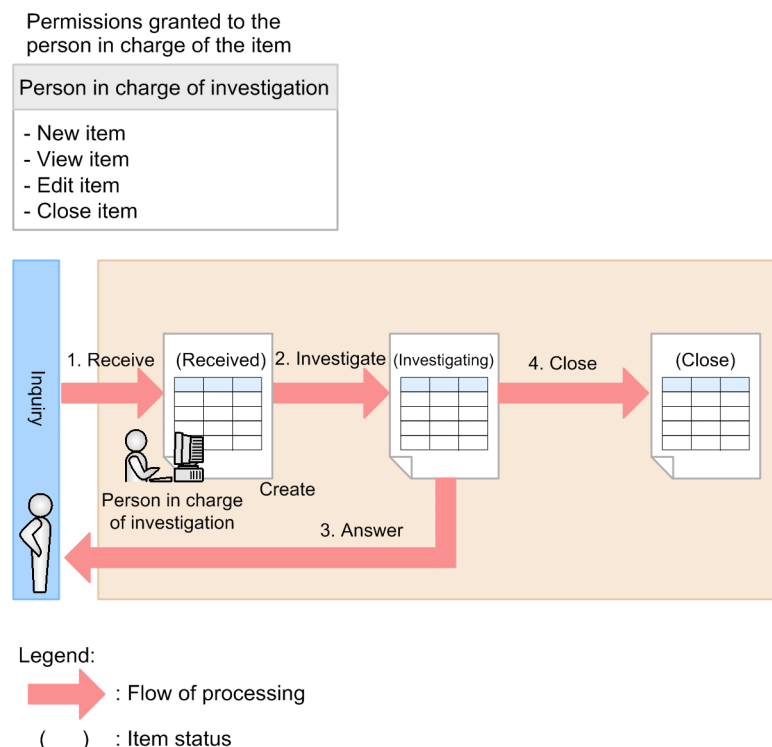 Permissions granted to the
person in charge of the item
Person in charge of investigation
- New item
- View item
- Edit item
- Close item
Inquiry
1. Receive
(Received)
2. Investigate
(Investigating)
4. Close
(Close)
Person in charge
of investigation
Create
3. Answer
Legend:
: Flow of processing
( ) : Item status